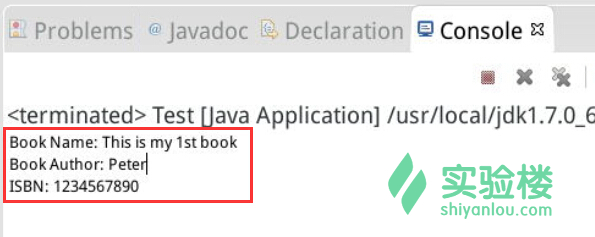 Problems @ Javadoc Declaration Console
<terminated> Test [Java Application] /usr/local/jdk1.7.0_6
Book Name: This is my 1st book
Book Author: Peter
ISBN: 1234567890
实验楼
shiyanlou.com